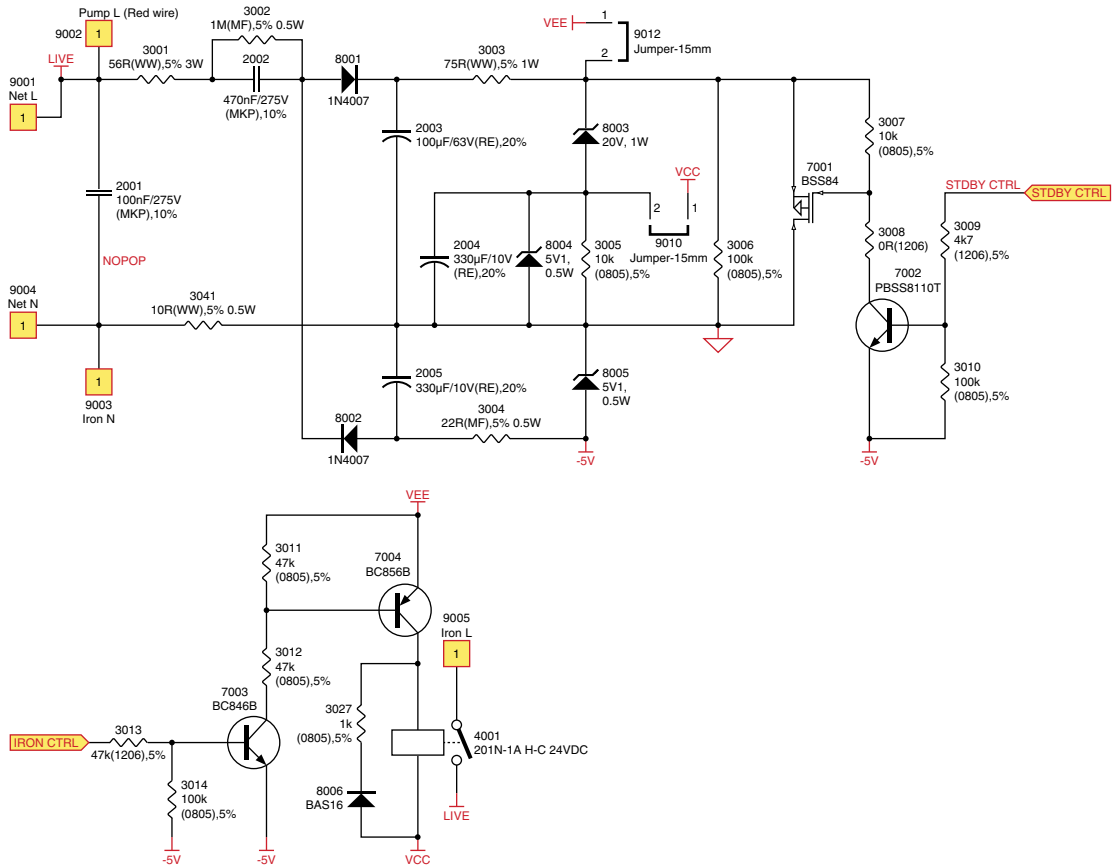 Pump L (Red wire)
9002
1
LIVE
3001
56R(WW),5% 3W
3002
1M(MF),5% 0.5W
2002
470nF/275V
(MKP),10%
8001
1N4007
3003
75R(WW),5% 1W
VEE
1
2
9012
Jumper-15mm
9001
Net L
1
2003
100µF/63V(RE),20%
8003
20V, 1W
3007
10k
(0805),5%
7001
BSS84
STDBY CTRL
STDBY CTRL
2001
100nF/275V
(MKP),10%
NOPOP
VCC
2
1
9010
Jumper-15mm
2004
330µF/10V
(RE),20%
8004
5V1,
0.5W
3005
10k
(0805),5%
3006
100k
(0805),5%
3008
0R(1206)
3009
4k7
(1206),5%
7002
PBSS8110T
9004
Net N
1
3041
10R(WW),5% 0.5W
1
9003
Iron N
2005
330µF/10V(RE),20%
8005
5V1,
0.5W
3010
100k
(0805),5%
8002
1N4007
3004
22R(MF),5% 0.5W
-5V
-5V
VEE
3011
47k
(0805),5%
7004
BC856B
9005
Iron L
1
3012
47k
(0805),5%
7003
BC846B
3027
1k
(0805),5%
4001
201N-1A H-C 24VDC
IRON CTRL
3013
47k(1206),5%
3014
100k
(0805),5%
8006
BAS16
LIVE
-5V
-5V
VCC